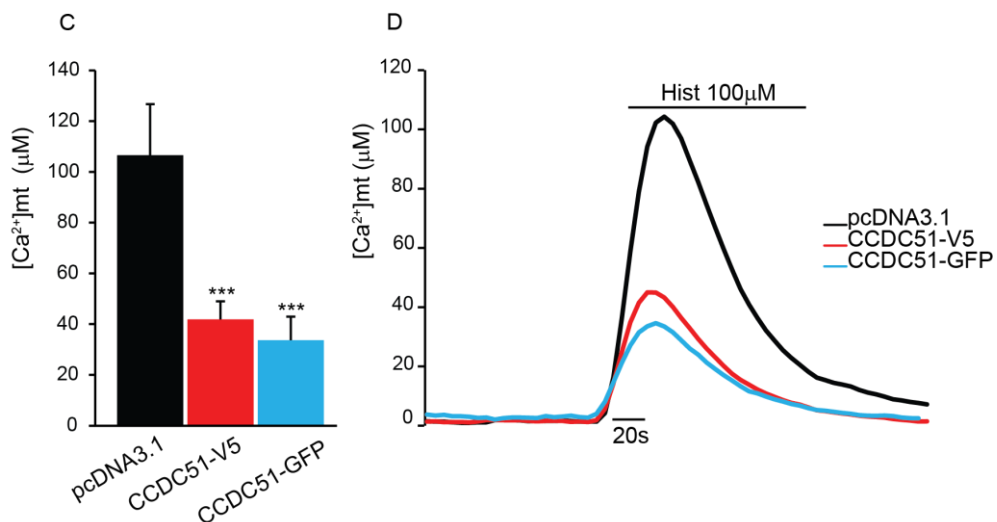 C
[Ca²⁺]mt (μM)
140
120
100
80
60
40
20
0
***
***
pcDNA3.1
CCDC51-V5
CCDC51-GFP
D
[Ca²⁺]mt (μM)
120
100
80
60
40
20
0
Hist 100μM
20s
pcDNA3.1
CCDC51-V5
CCDC51-GFP